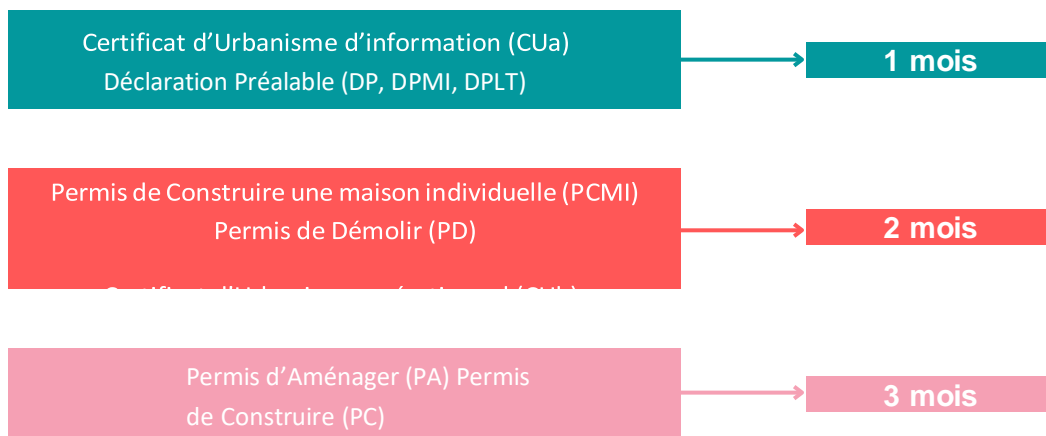 Certificat d’Urbanisme d’information (CUa)
Déclaration Préalable (DP, DPMI, DPLT)
1 mois
Permis de Construire une maison individuelle (PCMI)
Permis de Démolir (PD)
2 mois
Permis d’Aménager (PA) Permis
de Construire (PC)
3 mois